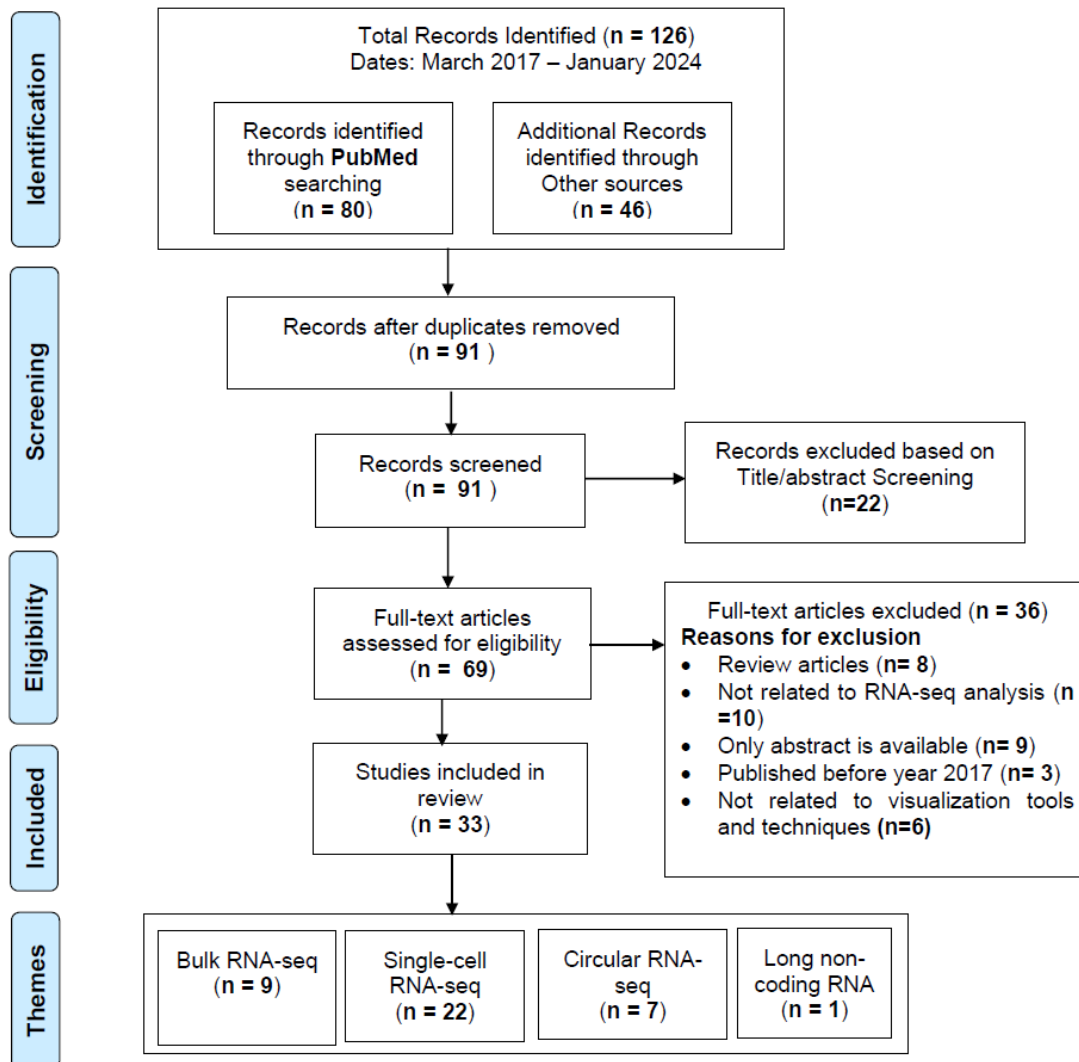 Identification
Total Records Identified (n = 126)
Dates: March 2017 – January 2024
Records identified
through PubMed
searching
(n = 80)
Additional Records
identified through
Other sources
(n = 46)
Screening
Records after duplicates removed
(n = 91 )
Records screened
(n = 91 )
Records excluded based on
Title/abstract Screening
(n=22)
Eligibility
Full-text articles
assessed for eligibility
(n = 69)
Full-text articles excluded (n = 36)
Reasons for exclusion
• Review articles (n= 8)
• Not related to RNA-seq analysis (n
=10)
• Only abstract is available (n= 9)
• Published before year 2017 (n= 3)
• Not related to visualization tools
and techniques (n=6)
Included
Studies included in
review
(n = 33)
Themes
Bulk RNA-seq
(n = 9)
Single-cell
RNA-seq
(n = 22)
Circular RNA-
seq
(n = 7)
Long non-
coding RNA
(n = 1)